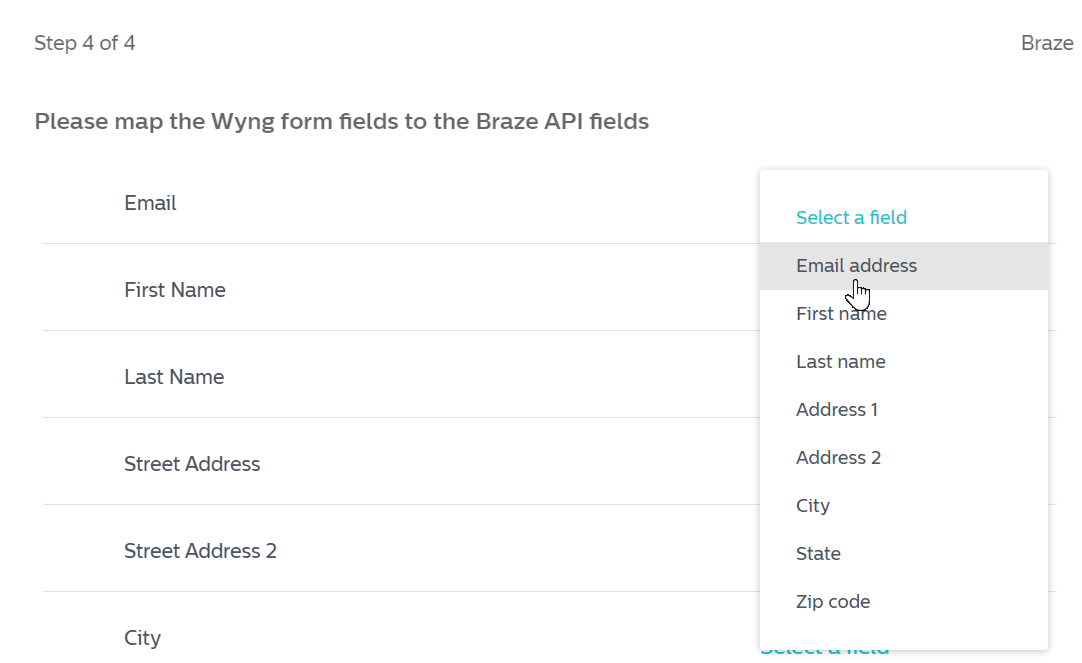 Step 4 of 4
Braze
Please map the Wyng form fields to the Braze API fields
Email
First Name
Last Name
Street Address
Street Address 2
City
Select a field
Email address
First name
Last name
Address 1
Address 2
City
State
Zip code
Select a field